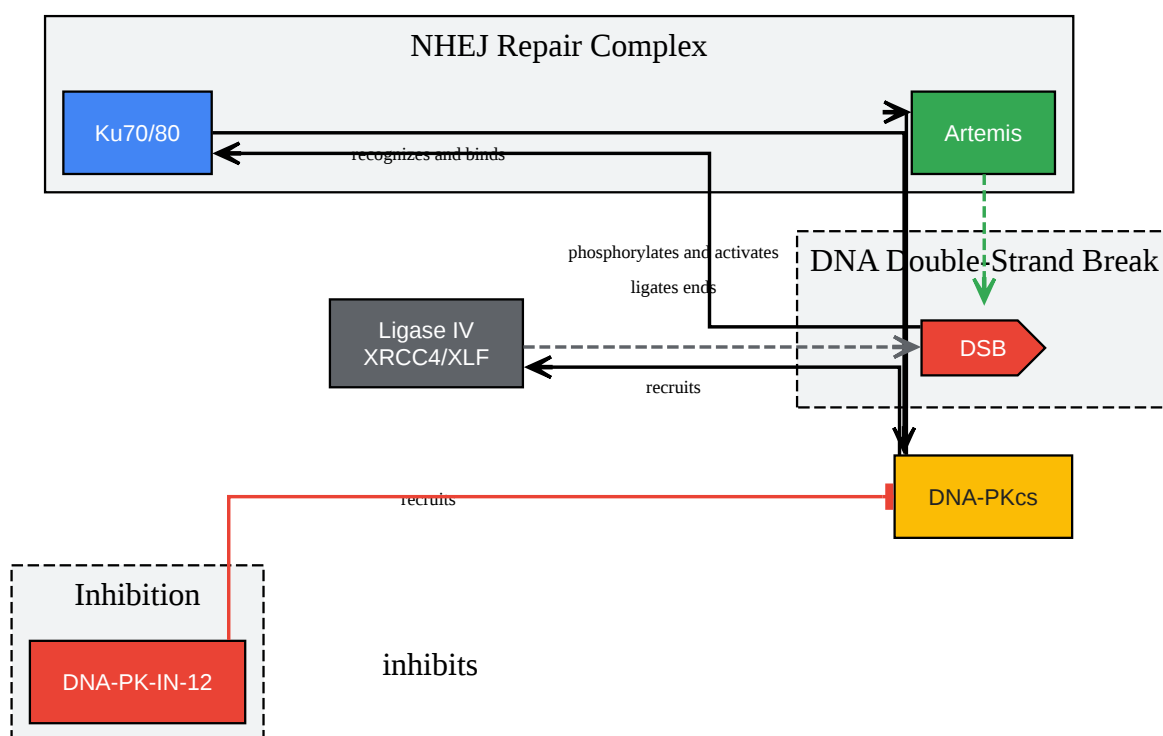 NHEJ Repair Complex
Ku70/80
Artemis
recognizes and binds
phosphorylates and activates
DNA Double-Strand Break
ligates ends
Ligase IV
XRCC4/XLF
DSB
recruits
DNA-PKcs
recruits
Inhibition
inhibits
DNA-PK-IN-12